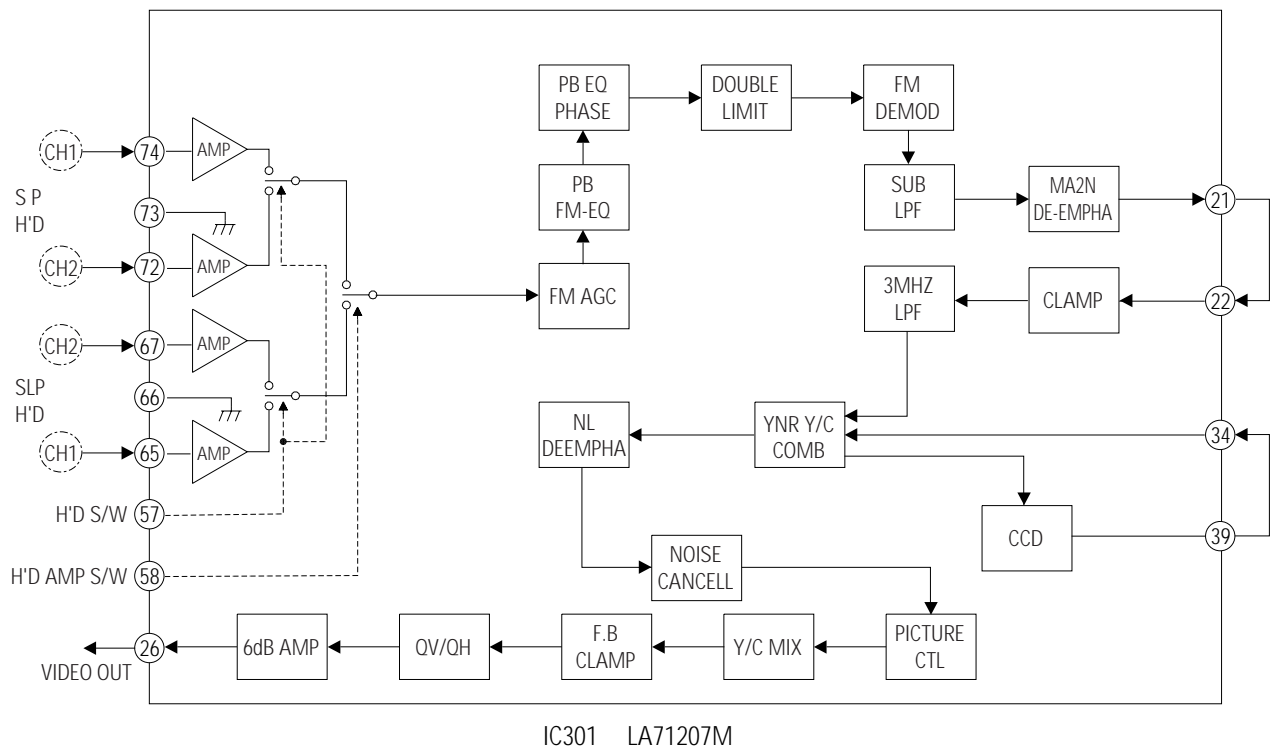 PB EQ
PHASE
DOUBLE
LIMIT
FM
DEMOD
CH1
74
AMP
S P
H'D
73
CH2
72
AMP
PB
FM-EQ
SUB
LPF
MA2N
DE-EMPHA
21
FM AGC
3MHZ
LPF
CLAMP
22
CH2
67
AMP
SLP
H'D
66
CH1
65
AMP
NL
DEEMPHA
YNR Y/C
COMB
34
H'D S/W
57
CCD
39
H'D AMP S/W
58
NOISE
CANCELL
26
VIDEO OUT
6dB AMP
QV/QH
F.B
CLAMP
Y/C MIX
PICTURE
CTL
IC301 LA71207M